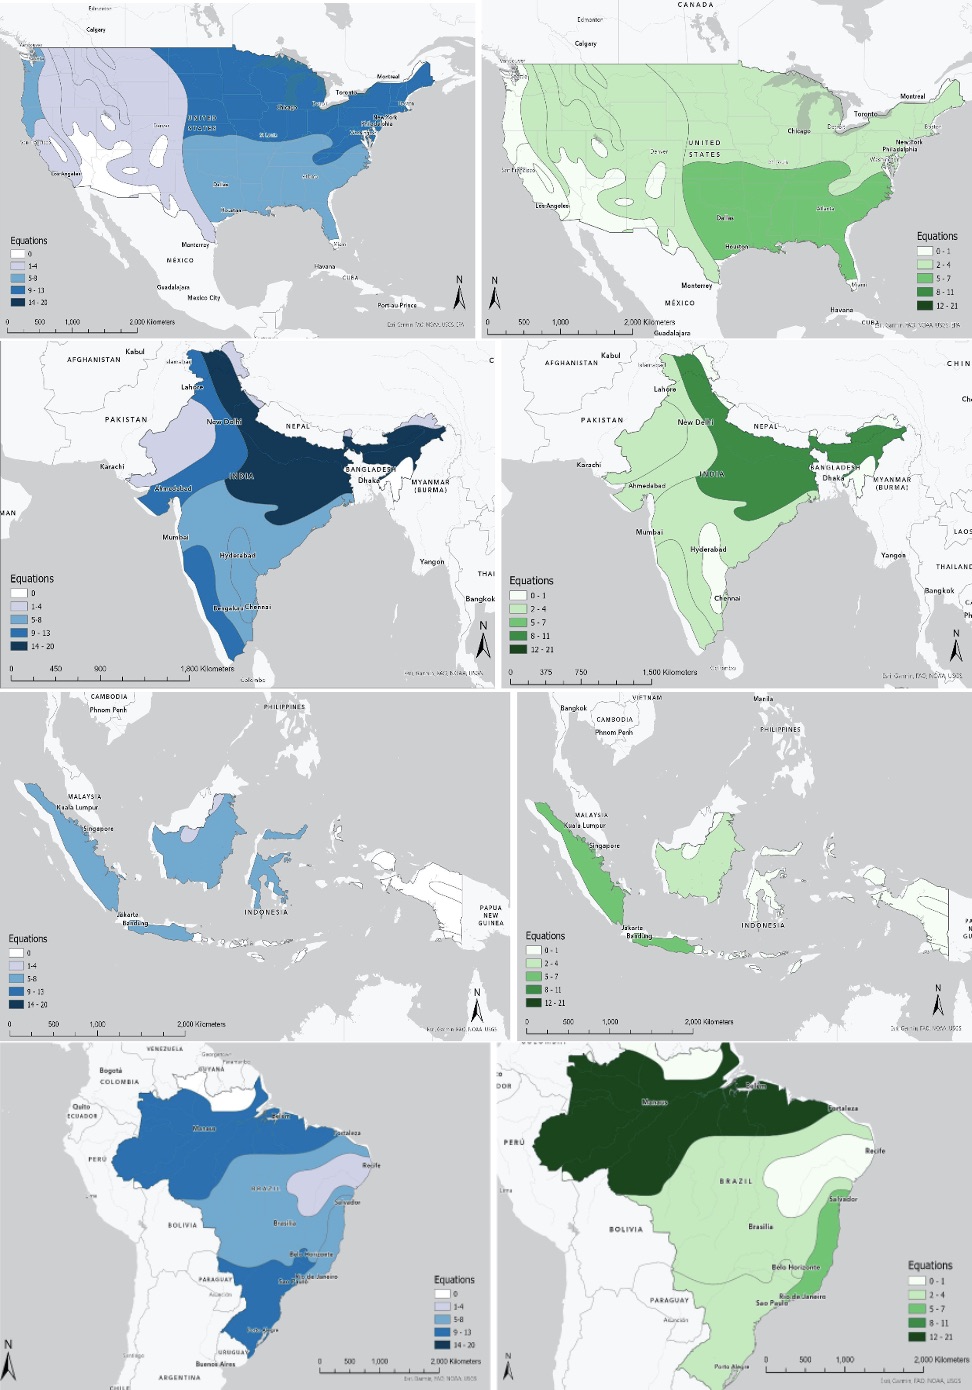 Edmonton
Calgary
Vancouver
Montreal
Toronto
Detroit
Boston
Chicago
New York
Philadelphia
Washington
Denver
UNITED
STATES
St Louis
San Francisco
Los Angeles
Atlanta
Dallas
Houston
Monterrey
Miami
MÉXICO
Havana
CUBA
Guadalajara
Mexico City
Port-au-Prince
Equations
0
1-4
5-8
9 - 13
14 - 20
N
0 500 1,000 2,000 Kilometers
Esri, Garmin, FAO, NOAA, USGS, EPA
CANADA
Edmonton
Calgary
Vancouver
Montreal
Toronto
Detroit
Boston
Chicago
New York
Philadelphia
Washington
Denver
UNITED
STATES
St Louis
San Francisco
Los Angeles
Atlanta
Dallas
Houston
Monterrey
Miami
MÉXICO
Havana
CUBA
Guadalajara
Equations
0 - 1
2 - 4
5 - 7
8 - 11
12 - 21
N
0 500 1,000 2,000 Kilometers
Esri, Garmin, FAO, NOAA, USGS, EPA
Kabul
AFGHANISTAN
Islamabad
Lahore
PAKISTAN
New Delhi
NEPAL
Karachi
INDIA
BANGLADESH
Dhaka
MYANMAR
(BURMA)
Ahmedabad
MAN
Mumbai
Hyderabad
Yangon
THAI
Bangkok
Bengaluru
Chennai
Colombo
C
Equations
0
1-4
5-8
9 - 13
14 - 20
N
0 450 900 1,800 Kilometers
Esri, Garmin, FAO, NOAA, USGS
Kabul
AFGHANISTAN
Islamabad
CHIN
Lahore
PAKISTAN
New Delhi
NEPAL
Ch
Karachi
INDIA
BANGLADESH
Dhaka
MYANMAR
(BURMA)
Ahmedabad
Mumbai
LAOS
Hyderabad
Yangon
THAILAND
Bangkok
Chennai
Colombo
Equations
0 - 1
2 - 4
5 - 7
8 - 11
12 - 21
N
0 375 750 1,500 Kilometers
Esri, Garmin, FAO, NOAA, USGS
CAMBODIA
Phnom Penh
PHILIPPINES
MALAYSIA
Kuala Lumpur
Singapore
Jakarta
Bandung
INDONESIA
PAPUA
NEW
GUINEA
Equations
0
1-4
5-8
9 - 13
14 - 20
N
0 500 1,000 2,000 Kilometers
Esri, Garmin, FAO, NOAA, USGS
VIETNAM
Manila
Bangkok
CAMBODIA
Phnom Penh
PHILIPPINES
MALAYSIA
Kuala Lumpur
Singapore
Jakarta
Bandung
INDONESIA
PA
N
GU
Equations
0 - 1
2 - 4
5 - 7
8 - 11
12 - 21
N
0 500 1,000 2,000 Kilometers
Esri, Garmin, FAO, NOAA, USGS
VENEZUELA
Georgetown
Paramaribo
GUYANA
Bogotá
COLOMBIA
Quito
ECUADOR
Belém
Manaus
Fortaleza
PERÚ
Recife
Lima
BRAZIL
Salvador
BOLIVIA
Brasília
Belo Horizonte
Rio de Janeiro
Sao Paulo
PARAGUAY
Asunción
Porto Alegre
URUGUAY
Santiago
Buenos Aires
ARGENTINA
CHILE
Equations
0
1-4
5-8
9 - 13
14 - 20
N
0 500 1,000 2,000 Kilometers
Esri, Garmin, FAO, NOAA, USGS
DOR
Belém
Manaus
Fortaleza
PERÚ
Recife
Lima
BRAZIL
Salvador
BOLIVIA
Brasília
Belo Horizonte
Rio de Janeiro
Sao Paulo
PARAGUAY
Asunción
Porto Alegre
Equations
0 - 1
2 - 4
5 - 7
8 - 11
12 - 21
N
0 500 1,000 2,000 Kilometers
Esri, Garmin, FAO, NOAA, USGS